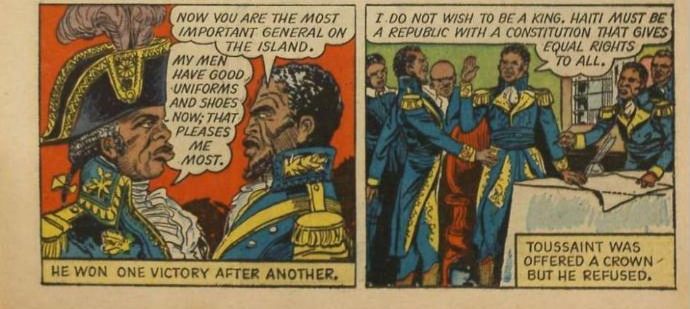 NOW YOU ARE THE MOST
IMPORTANT GENERAL ON
THE ISLAND.
MY MEN
HAVE GOOD
UNIFORMS
AND SHOES
NOW; THAT
PLEASES
ME
MOST.
HE WON ONE VICTORY AFTER ANOTHER.
I DO NOT WISH TO BE A KING. HAITI MUST BE
A REPUBLIC WITH A CONSTITUTION THAT GIVES
EQUAL RIGHTS
TO ALL.
TOUSSAINT WAS
OFFERED A CROWN-
BUT HE REFUSED.